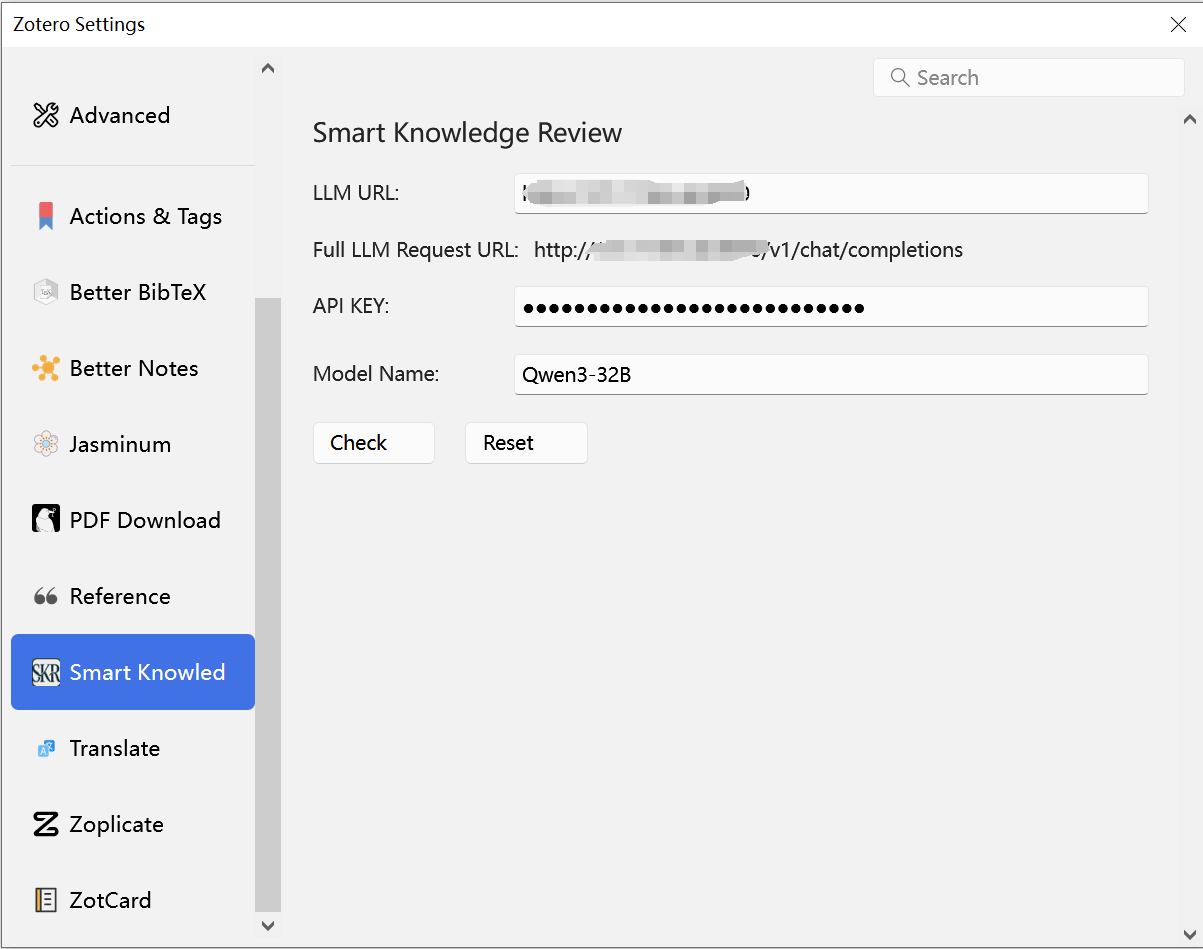 Zotero Settings
Search
Advanced
Actions & Tags
Better BibTeX
Better Notes
Jasminum
PDF Download
Reference
SKR Smart Knowled
Translate
Zoplicate
ZotCard
Smart Knowledge Review
LLM URL:
Full LLM Request URL: http:// /v1/chat/completions
API KEY: ●●●●●●●●●●●●●●●●●●●●●●●●●●●
Model Name: Qwen3-32B
Check Reset